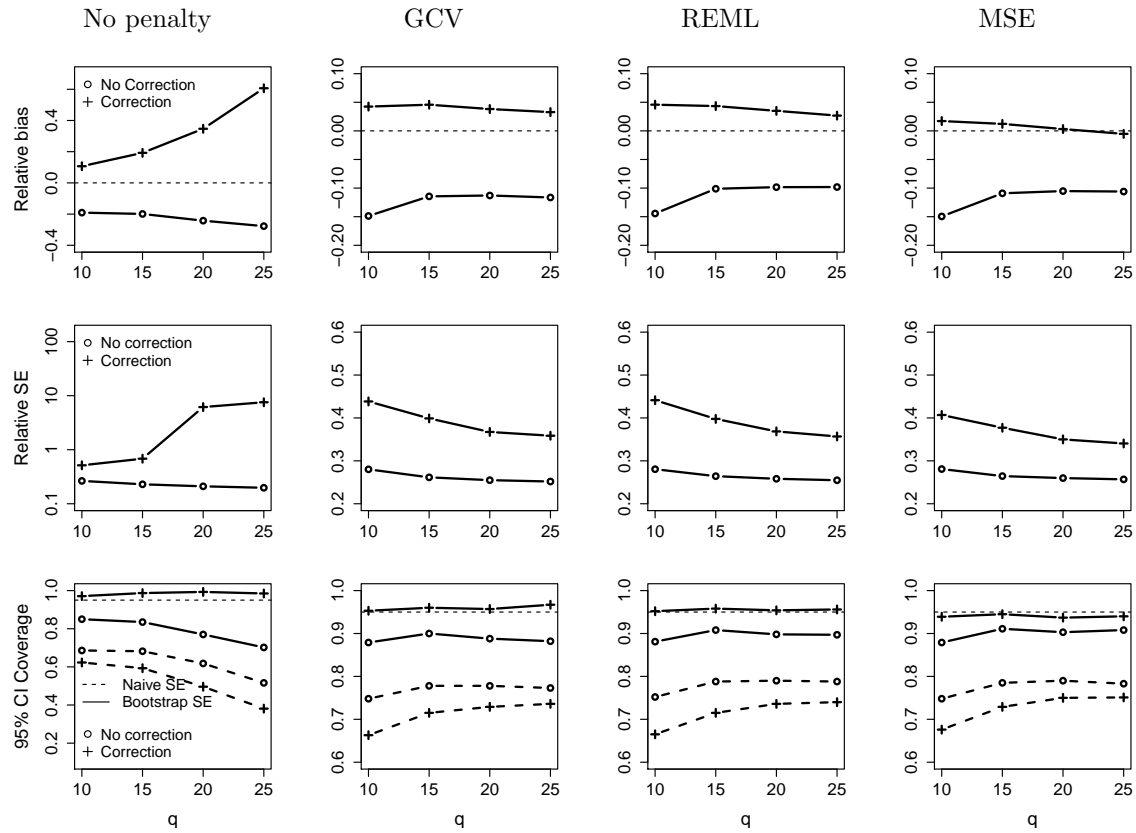 No penalty
GCV
REML
MSE
Relative bias
−0.4 0.0 0.4
No Correction
Correction
10 15 20 25
−0.20 −0.10 0.00 0.10
10 15 20 25
−0.20 −0.10 0.00 0.10
10 15 20 25
−0.20 −0.10 0.00 0.10
10 15 20 25
Relative SE
0.1 1 10 100
No correction
Correction
10 15 20 25
0.2 0.3 0.4 0.5 0.6
10 15 20 25
0.2 0.3 0.4 0.5 0.6
10 15 20 25
0.2 0.3 0.4 0.5 0.6
10 15 20 25
95% CI Coverage
0.2 0.4 0.6 0.8 1.0
Naive SE
Bootstrap SE
No correction
Correction
10 15 20 25
q
0.6 0.7 0.8 0.9 1.0
10 15 20 25
q
0.6 0.7 0.8 0.9 1.0
10 15 20 25
q
0.6 0.7 0.8 0.9 1.0
10 15 20 25
q